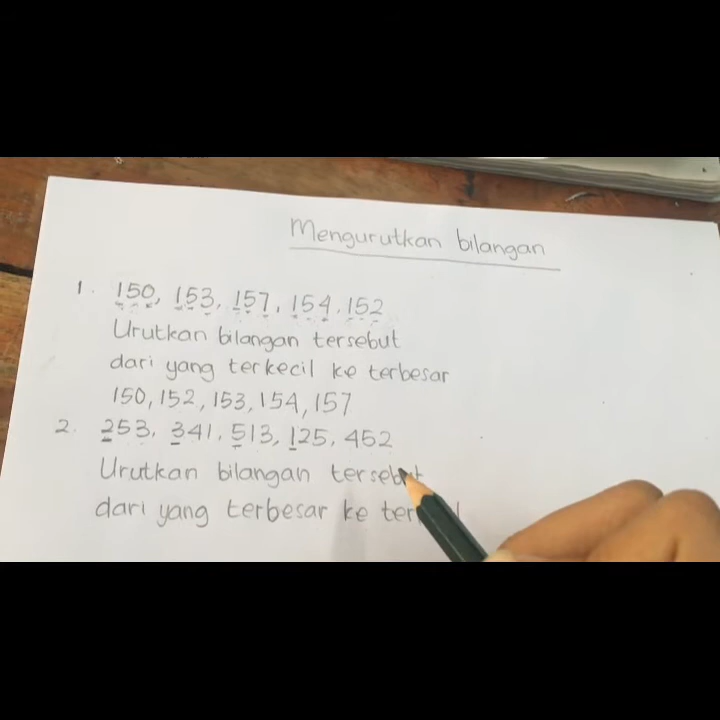 Mengurutkan bilangan
1. 150, 153, 157, 154, 152
Urutkan bilangan tersebut
dari yang terkecil ke terbesar
150, 152, 153, 154, 157
2. 253, 341, 513, 125, 452
Urutkan bilangan tersebut
dari yang terbesar ke